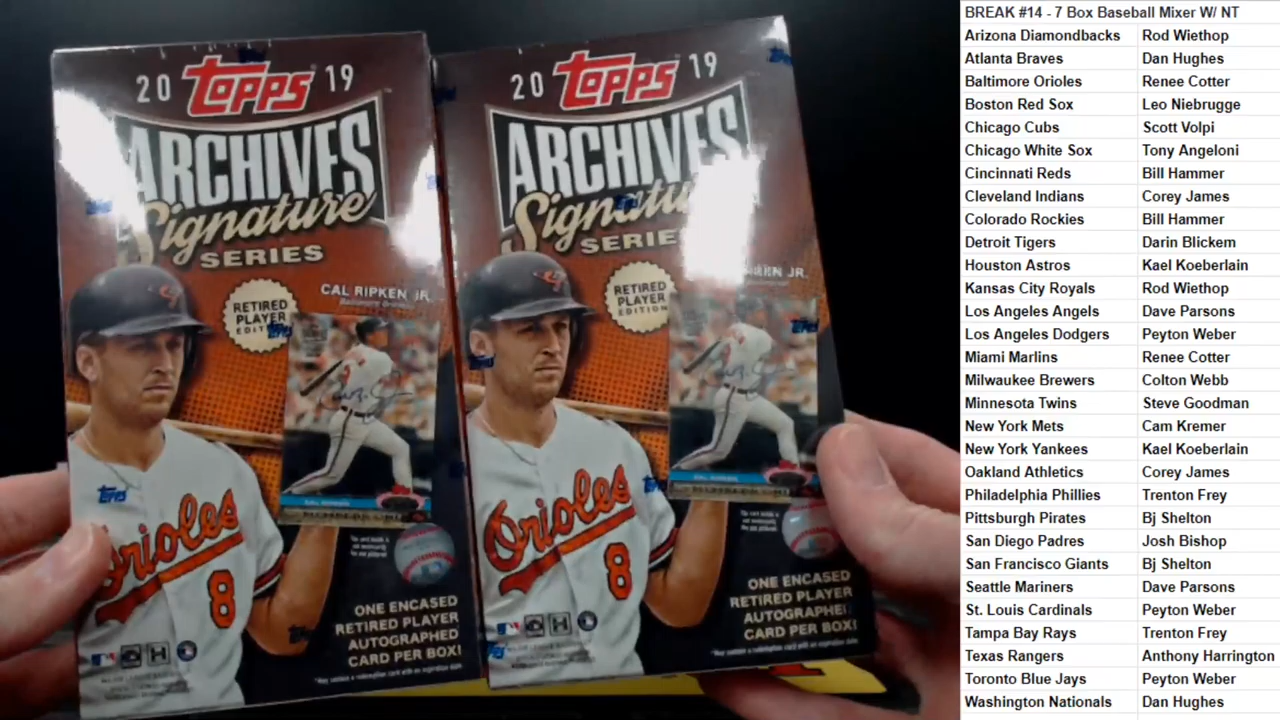 20 Topps 19
ARCHIVES
Signature
SERIES
RETIRED
PLAYER
EDITION
CAL RIPKEN JR.
Baltimore Orioles
Orioles
8
ONE ENCASED
RETIRED PLAYER
AUTOGRAPHED
CARD PER BOX!
20 Topps 19
ARCHIVES
SERIE
RETIRED
PLAYER
EDITION
JR.
Orioles
8
ONE ENCASED
RETIRED PLAYER
AUTOGRAPHE
CARD PER BOX!
BREAK #14 - 7 Box Baseball Mixer W/ NT
Arizona Diamondbacks Rod Wiethop
Atlanta Braves Dan Hughes
Baltimore Orioles Renee Cotter
Boston Red Sox Leo Niebrugge
Chicago Cubs Scott Volpi
Chicago White Sox Tony Angeloni
Cincinnati Reds Bill Hammer
Cleveland Indians Corey James
Colorado Rockies Bill Hammer
Detroit Tigers Darin Blickem
Houston Astros Kael Koeberlain
Kansas City Royals Rod Wiethop
Los Angeles Angels Dave Parsons
Los Angeles Dodgers Peyton Weber
Miami Marlins Renee Cotter
Milwaukee Brewers Colton Webb
Minnesota Twins Steve Goodman
New York Mets Cam Kremer
New York Yankees Kael Koeberlain
Oakland Athletics Corey James
Philadelphia Phillies Trenton Frey
Pittsburgh Pirates Bj Shelton
San Diego Padres Josh Bishop
San Francisco Giants Bj Shelton
Seattle Mariners Dave Parsons
St. Louis Cardinals Peyton Weber
Tampa Bay Rays Trenton Frey
Texas Rangers Anthony Harrington
Toronto Blue Jays Peyton Weber
Washington Nationals Dan Hughes